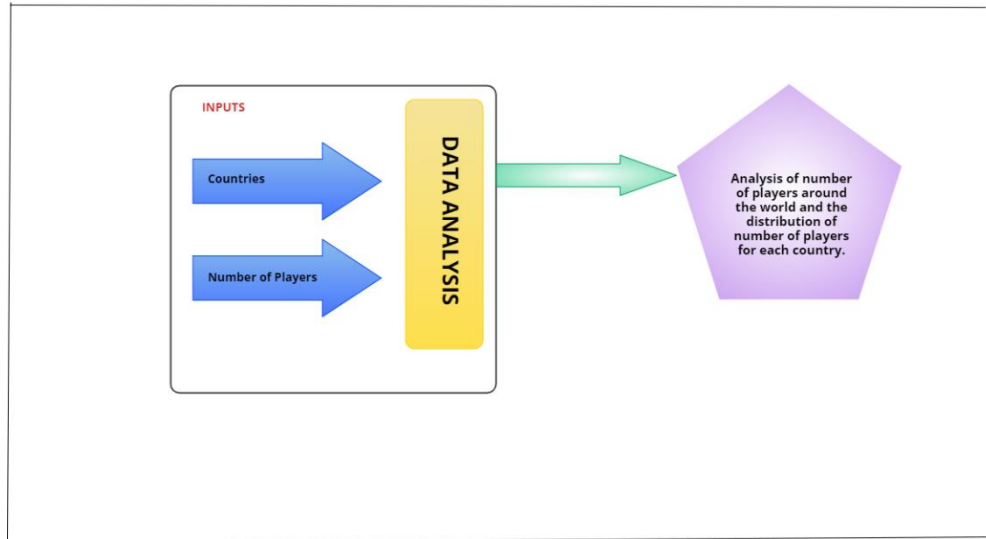 INPUTS
Countries
Number of Players
DATA ANALYSIS
Analysis of number
of players around
the world and the
distribution of
number of players
for each country.